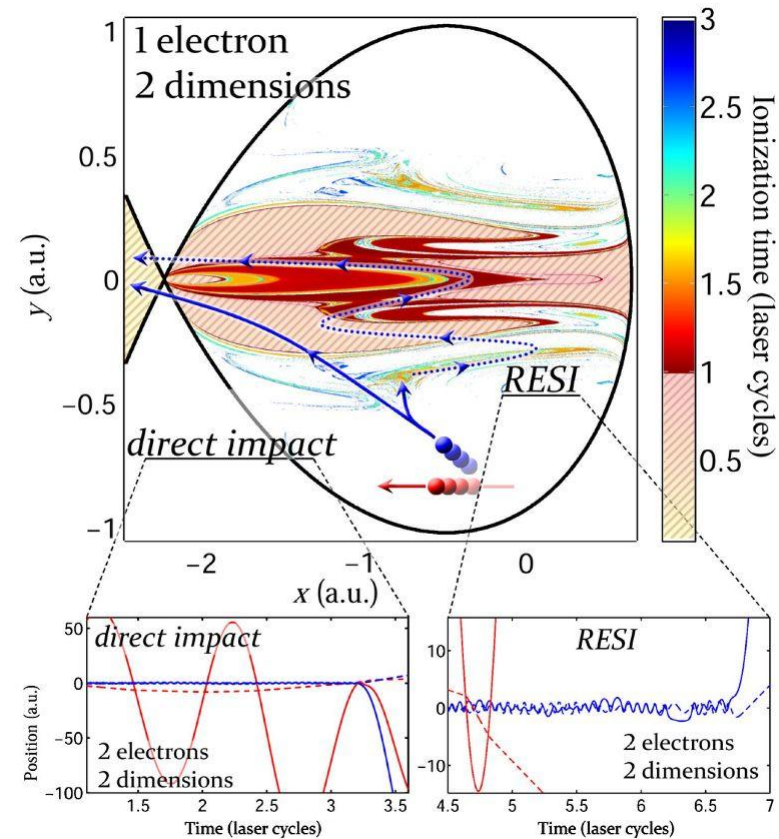 1 electron
2 dimensions
1
0.5
0
−0.5
−1
y (a.u.)
−2
−1
0
x (a.u.)
direct impact
RESI
3
2.5
2
1.5
1
0.5
Ionization time (laser cycles)
direct impact
50
0
−50
−100
Position (a.u.)
2 electrons
2 dimensions
1.5
2
2.5
3
3.5
Time (laser cycles)
RESI
10
0
−10
2 electrons
2 dimensions
4.5
5
5.5
6
6.5
7
Time (laser cycles)